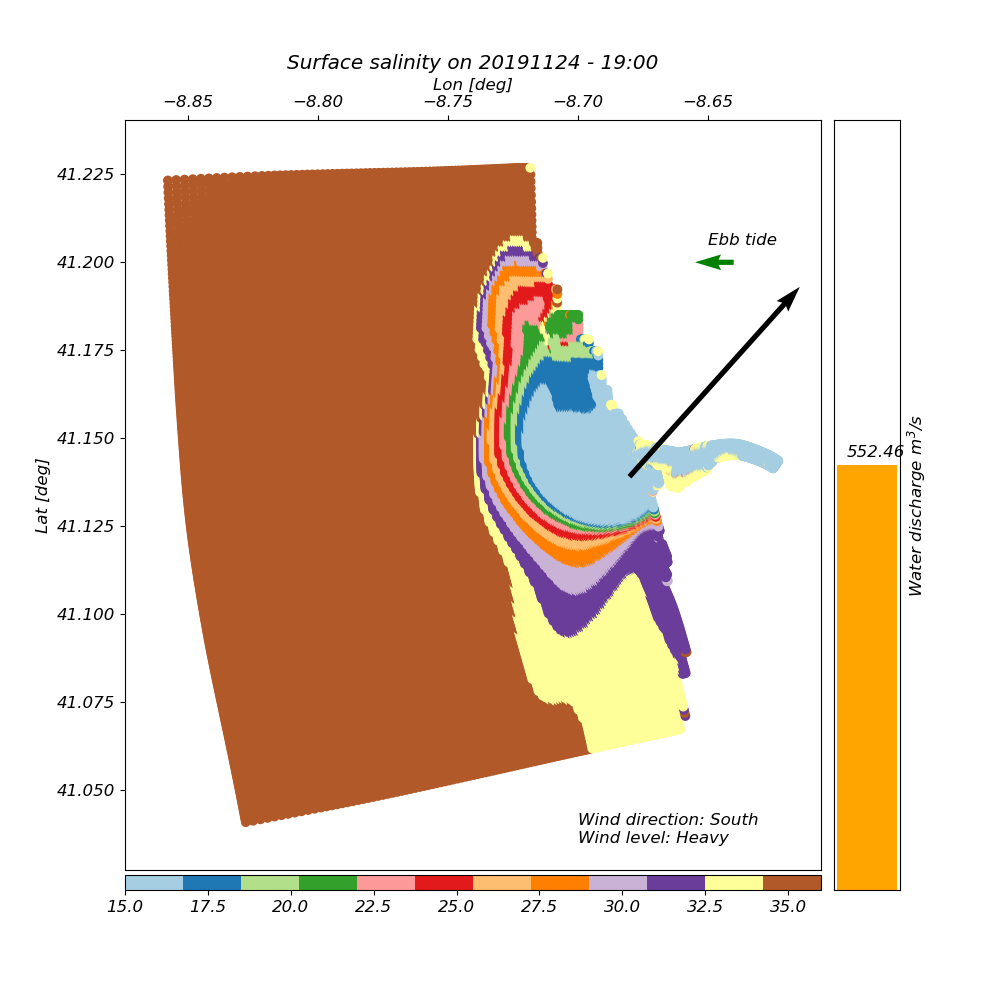 Surface salinity on 20191124 - 19:00
Lon [deg]
−8.85 −8.80 −8.75 −8.70 −8.65
41.225
41.200
41.175
41.150
41.125
41.100
41.075
41.050
Lat [deg]
Ebb tide
Wind direction: South
Wind level: Heavy
15.0 17.5 20.0 22.5 25.0 27.5 30.0 32.5 35.0
552.46
Water discharge m³/s